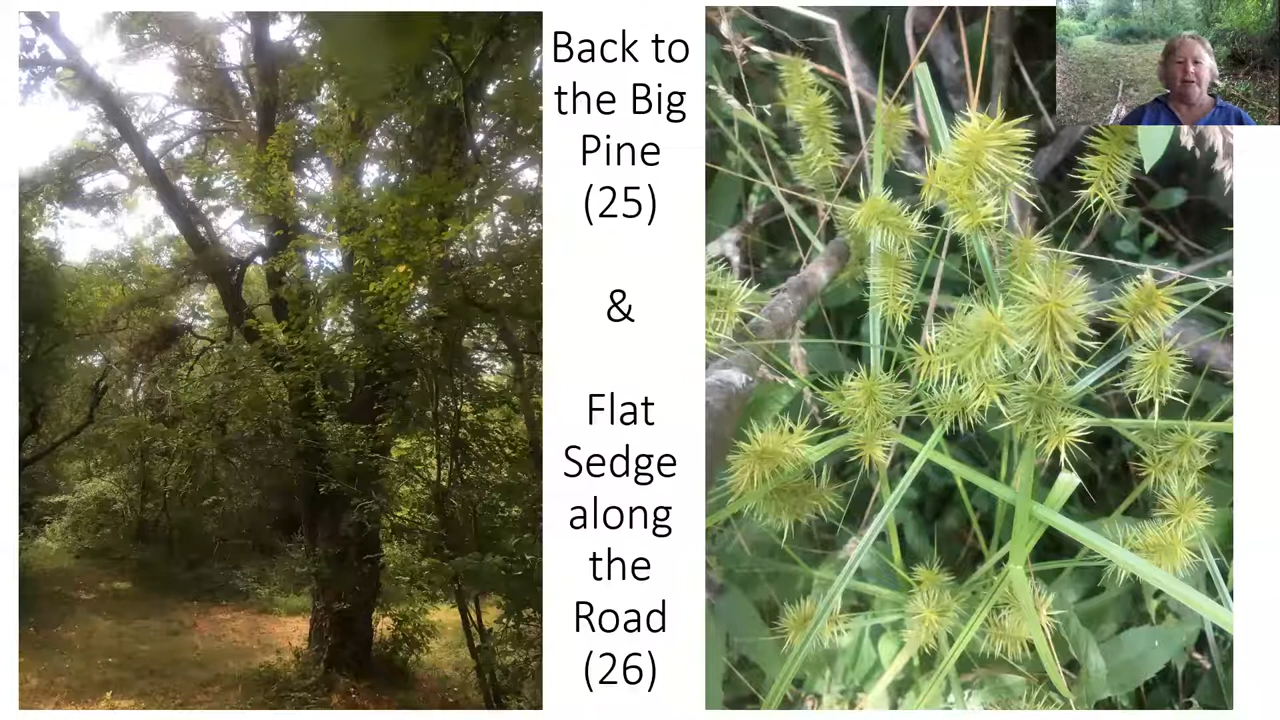 Back to
the Big
Pine
(25)
&
Flat
Sedge
along
the
Road
(26)